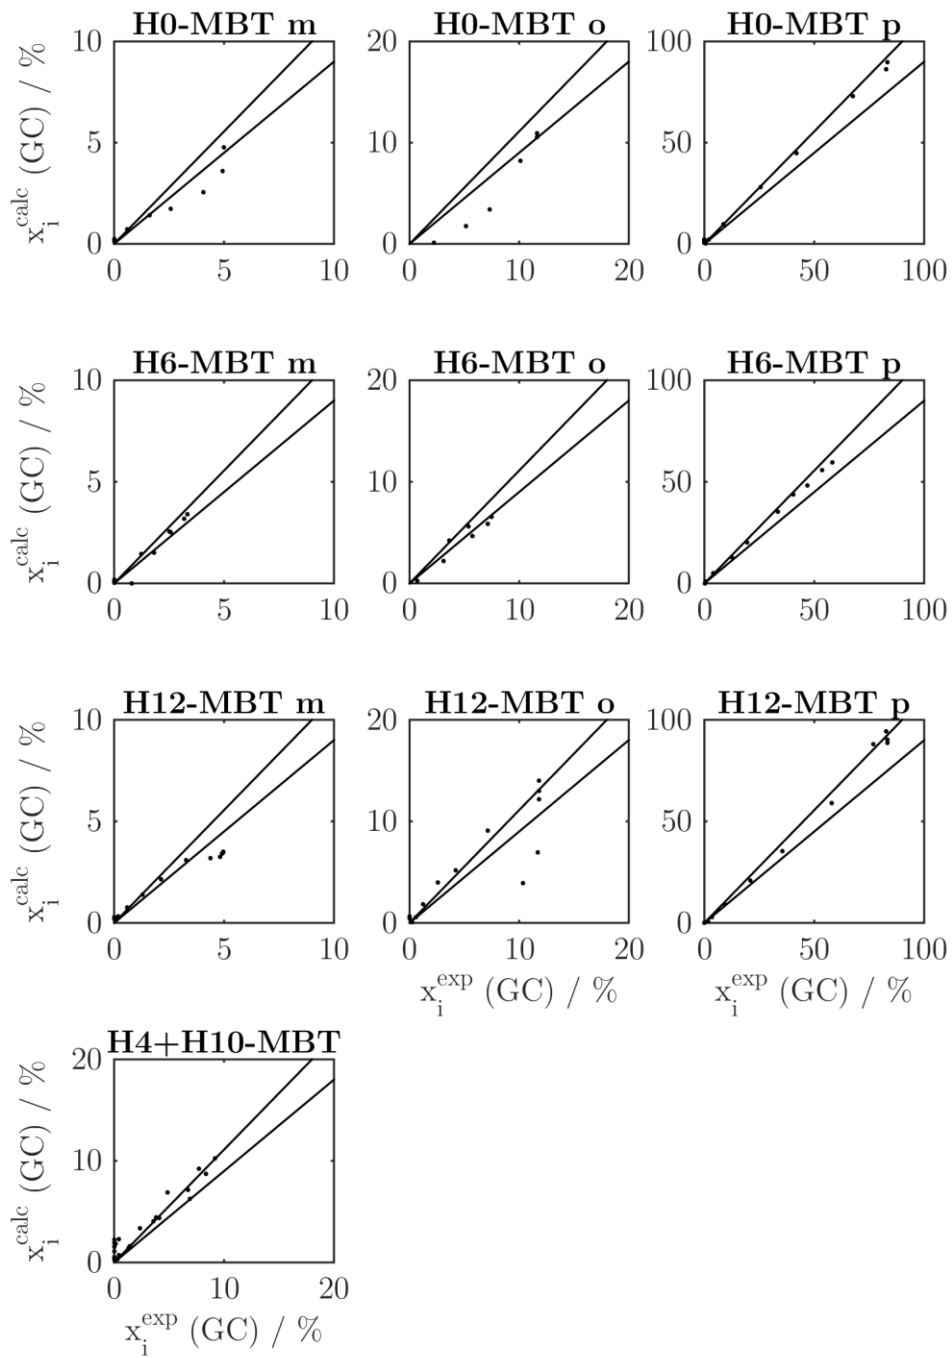 H0-MBT m H0-MBT o H0-MBT p
10 20 100
x_i^calc (GC) / %
5 10 50
0 0 0
0 5 10 0 10 20 0 50 100
H6-MBT m H6-MBT o H6-MBT p
10 20 100
x_i^calc (GC) / %
5 10 50
0 0 0
0 5 10 0 10 20 0 50 100
H12-MBT m H12-MBT o H12-MBT p
10 20 100
x_i^calc (GC) / %
5 10 50
0 0 0
0 5 10 0 10 20 0 50 100
x_i^exp (GC) / % x_i^exp (GC) / %
H4+H10-MBT
20
x_i^calc (GC) / %
10
0
0 10 20
x_i^exp (GC) / %